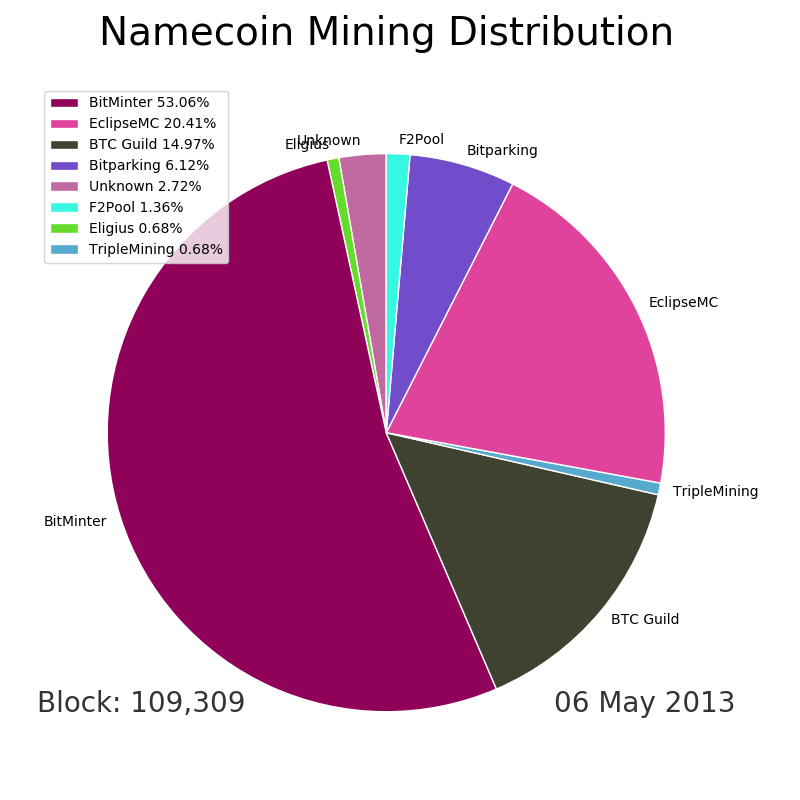 Namecoin Mining Distribution
BitMinter 53.06%
EclipseMC 20.41%
BTC Guild 14.97%
Bitparking 6.12%
Unknown 2.72%
F2Pool 1.36%
Eligius 0.68%
TripleMining 0.68%
Eligius
Unknown
F2Pool
Bitparking
EclipseMC
TripleMining
BitMinter
BTC Guild
Block: 109,309
06 May 2013